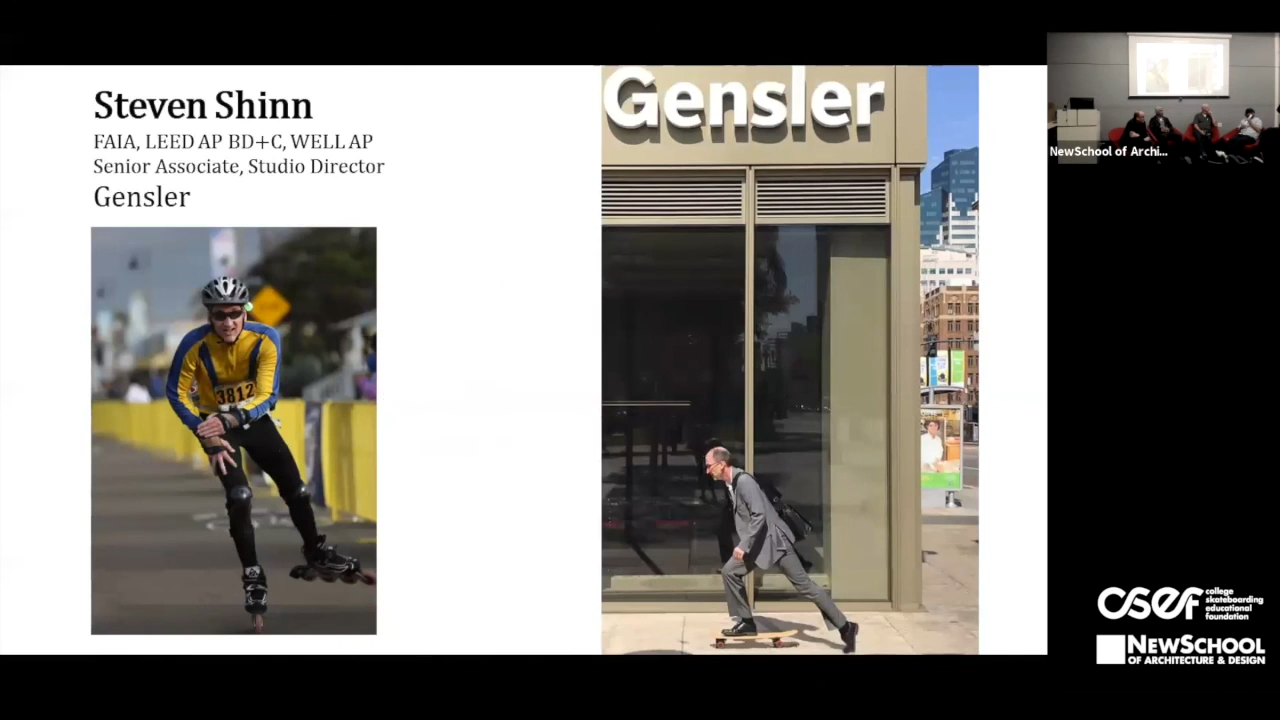 Steven Shinn
FAIA, LEED AP BD+C, WELL AP
Senior Associate, Studio Director
Gensler
3812
Gensler
NewSchool of Archi...
csef college
skateboarding
educational
foundation
NEWSCHOOL
OF ARCHITECTURE & DESIGN